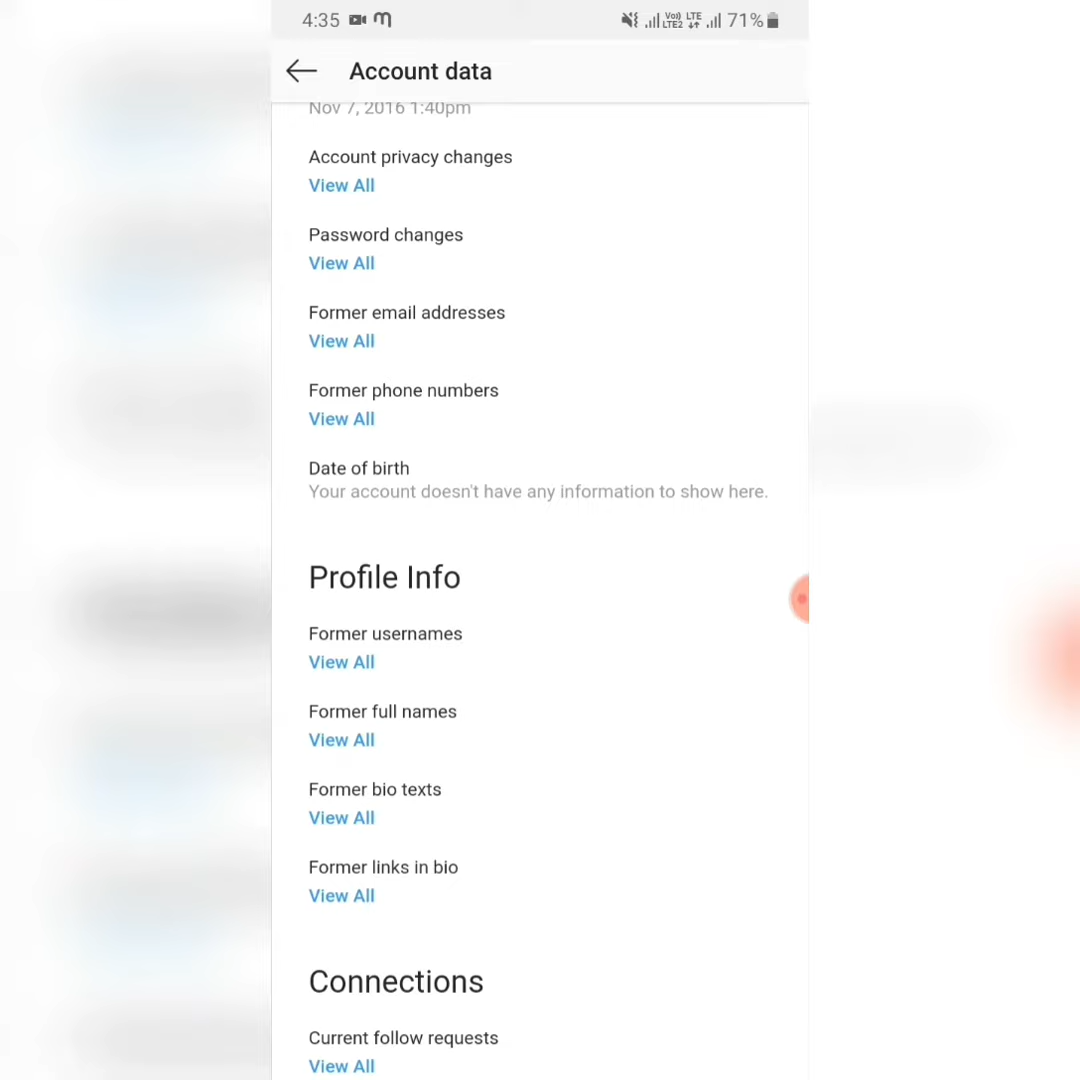 4:35
Vo)) LTE
LTE2
71%
Account data
Nov 7, 2016 1:40pm
Account privacy changes
View All
Password changes
View All
Former email addresses
View All
Former phone numbers
View All
Date of birth
Your account doesn't have any information to show here.
Profile Info
Former usernames
View All
Former full names
View All
Former bio texts
View All
Former links in bio
View All
Connections
Current follow requests
View All